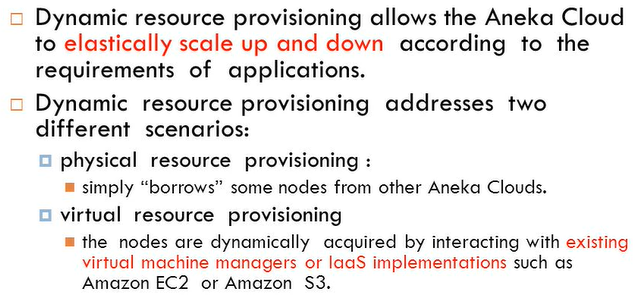 Dynamic resource provisioning allows the Aneka Cloud
to elastically scale up and down according to the
requirements of applications.
Dynamic resource provisioning addresses two
different scenarios:
physical resource provisioning :
simply “borrows” some nodes from other Aneka Clouds.
virtual resource provisioning
the nodes are dynamically acquired by interacting with existing
virtual machine managers or IaaS implementations such as
Amazon EC2 or Amazon S3.